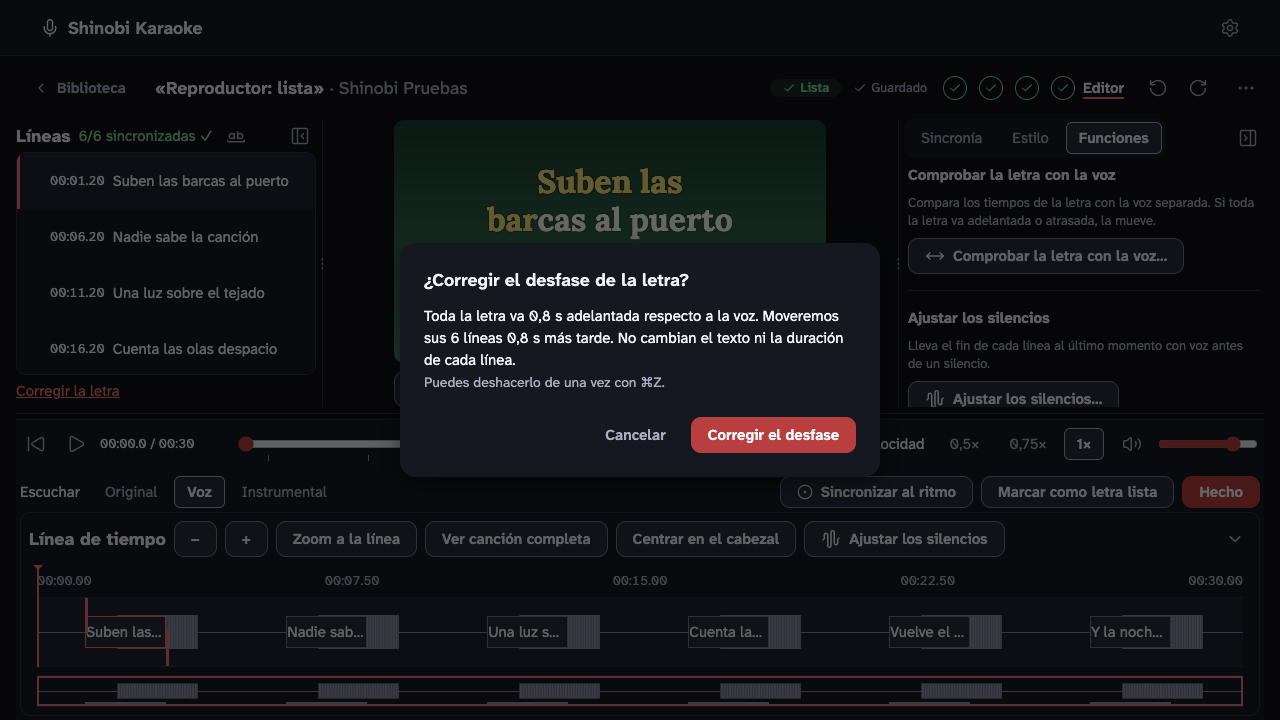 Shinobi Karaoke
Biblioteca
«Reproductor: lista» · Shinobi Pruebas
Lista
Guardado
Editor
Líneas 6/6 sincronizadas
ab
00:01.20 Suben las barcas al puerto
00:06.20 Nadie sabe la canción
00:11.20 Una luz sobre el tejado
00:16.20 Cuenta las olas despacio
Corregir la letra
Suben las
barcas al puerto
Sincronía
Estilo
Funciones
Comprobar la letra con la voz
Compara los tiempos de la letra con la voz separada. Si toda
la letra va adelantada o atrasada, la mueve.
Comprobar la letra con la voz...
Ajustar los silencios
Lleva el fin de cada línea al último momento con voz antes
de un silencio.
Ajustar los silencios...
¿Corregir el desfase de la letra?
Toda la letra va 0,8 s adelantada respecto a la voz. Moveremos
sus 6 líneas 0,8 s más tarde. No cambian el texto ni la duración
de cada línea.
Puedes deshacerlo de una vez con ⌘Z.
Cancelar
Corregir el desfase
00:00.0 / 00:30
ocidad
0,5×
0,75×
1×
Escuchar
Original
Voz
Instrumental
Sincronizar al ritmo
Marcar como letra lista
Hecho
Línea de tiempo
−
+
Zoom a la línea
Ver canción completa
Centrar en el cabezal
Ajustar los silencios
00:00.00
00:07.50
00:15.00
00:22.50
00:30.00
Suben las...
Nadie sab...
Una luz s...
Cuenta la...
Vuelve el ...
Y la noch...